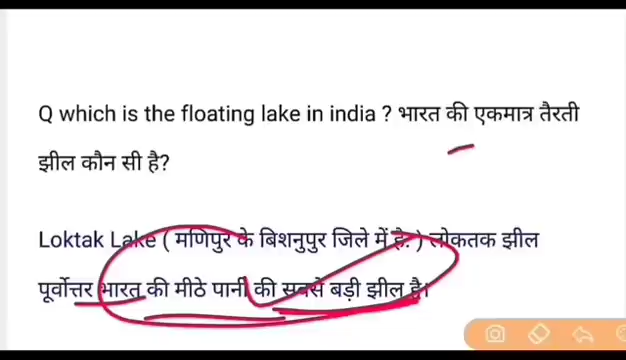 Q which is the floating lake in india ? भारत की एकमात्र तैरती
झील कौन सी है?
Loktak Lake ( मणिपुर के बिशनुपुर जिले में है. ) लोकतक झील
पूर्वोत्तर भारत की मीठे पानी की सबसे बड़ी झील है।